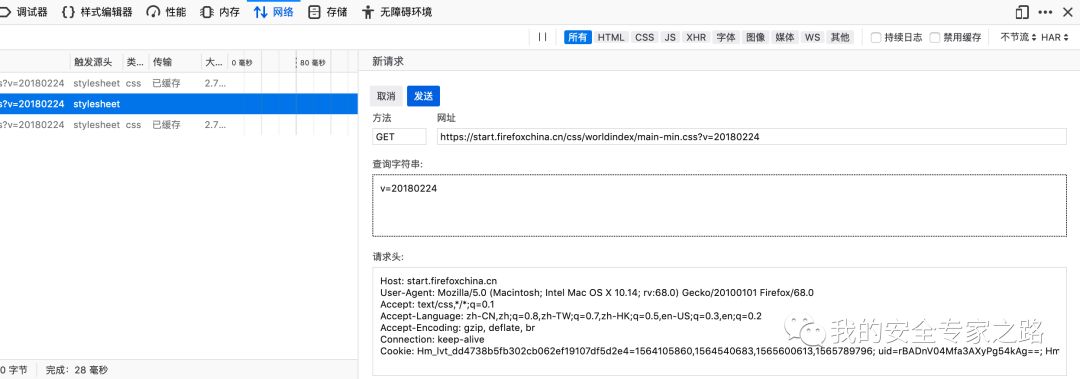 调试器 {} 样式编辑器 性能 内存 网络 存储 无障碍环境
所有 HTML CSS JS XHR 字体 图像 媒体 WS 其他 持续日志 禁用缓存 不节流 HAR
触发源头 类… 传输 大… 0 毫秒 80 毫秒
s?v=20180224 stylesheet css 已缓存 2.7…
s?v=20180224 stylesheet
s?v=20180224 stylesheet css 已缓存 2.7…
0 字节 完成：28 毫秒
新请求
取消 发送
方法 网址
GET https://start.firefoxchina.cn/css/worldindex/main-min.css?v=20180224
查询字符串:
v=20180224
请求头:
Host: start.firefoxchina.cn
User-Agent: Mozilla/5.0 (Macintosh; Intel Mac OS X 10.14; rv:68.0) Gecko/20100101 Firefox/68.0
Accept: text/css,*/*;q=0.1
Accept-Language: zh-CN,zh;q=0.8,zh-TW;q=0.7,zh-HK;q=0.5,en-US;q=0.3,en;q=0.2
Accept-Encoding: gzip, deflate, br
Connection: keep-alive
Cookie: Hm_lvt_dd4738b5fb302cb062ef19107df5d2e4=1564105860,1564540683,1565600613,1565789796; uid=rBADnV04Mfa3AXyPg54kAg==; Hm
我的安全专家之路